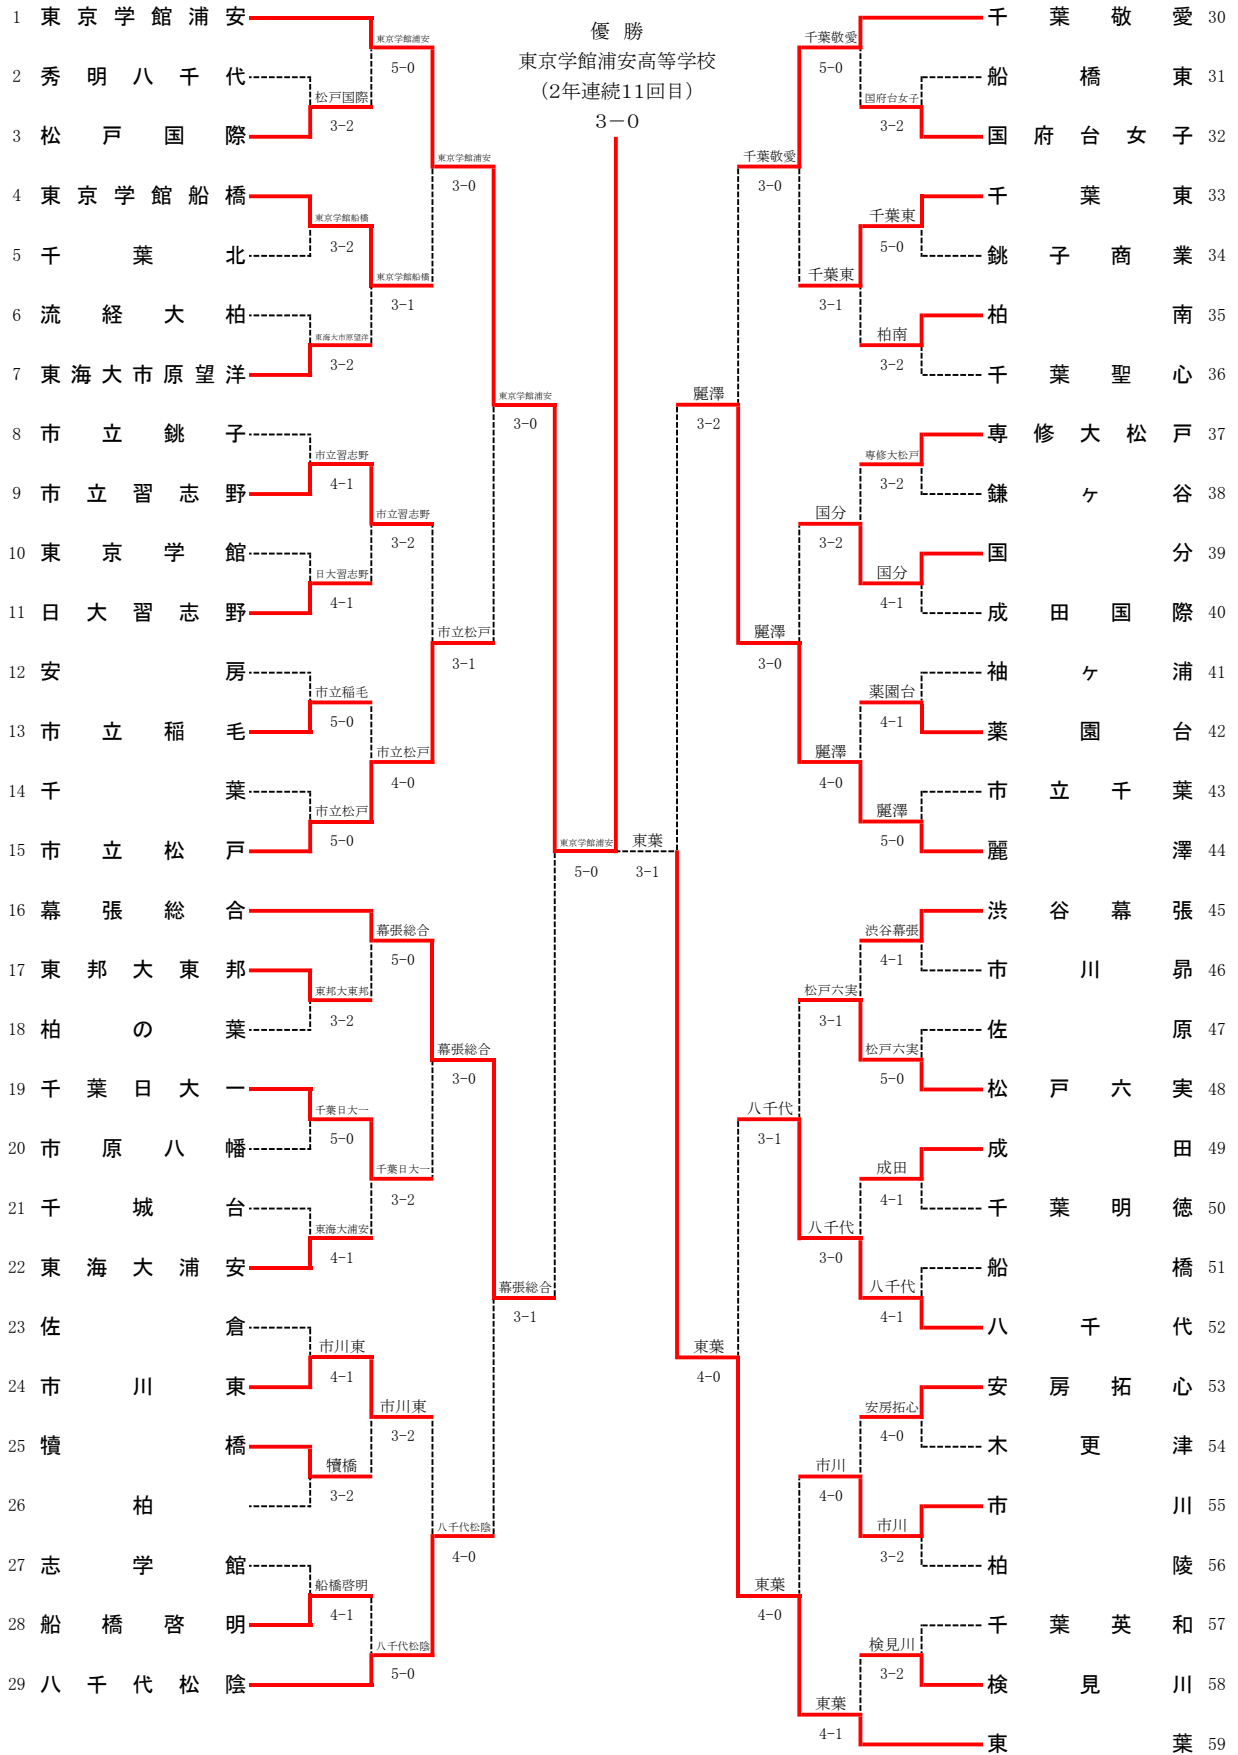 優 勝
東京学館浦安高等学校
(2年連続11回目)
3−0
1 東京学館浦安
2 秀明八千代
3 松戸国際
4 東京学館船橋
5 千葉北
6 流経大柏
7 東海大市原望洋
8 市立銚子
9 市立習志野
10 東京学館
11 日大習志野
12 安房
13 市立稲毛
14 千葉
15 市立松戸
16 幕張総合
17 東邦大東邦
18 柏の葉
19 千葉日大一
20 市原八幡
21 千城台
22 東海大浦安
23 佐倉
24 市川東
25 犢橋
26 柏
27 志学館
28 船橋啓明
29 八千代松陰
松戸国際
3-2
東京学館船橋
3-2
東海大市原望洋
3-2
市立習志野
4-1
日大習志野
4-1
市立稲毛
5-0
市立松戸
5-0
東邦大東邦
3-2
千葉日大一
5-0
東海大浦安
4-1
市川東
4-1
犢橋
3-2
船橋啓明
4-1
東京学館浦安
5-0
東京学館船橋
3-1
市立習志野
3-2
市立松戸
4-0
幕張総合
5-0
千葉日大一
3-2
市川東
3-2
八千代松陰
5-0
東京学館浦安
3-0
市立松戸
3-1
幕張総合
3-0
八千代松陰
4-0
東京学館浦安
3-0
幕張総合
3-1
東京学館浦安
5-0
東葉
3-1
麗澤
3-2
東葉
4-0
千葉敬愛
3-0
麗澤
3-0
八千代
3-1
東葉
4-0
千葉敬愛
5-0
千葉東
3-1
国分
3-2
麗澤
4-0
松戸六実
3-1
八千代
3-0
市川
4-0
東葉
4-1
国府台女子
3-2
千葉東
5-0
柏南
3-2
専修大松戸
3-2
国分
4-1
薬園台
4-1
麗澤
5-0
渋谷幕張
4-1
松戸六実
5-0
成田
4-1
八千代
4-1
安房拓心
4-0
市川
3-2
検見川
3-2
千葉敬愛 30
船橋東 31
国府台女子 32
千葉東 33
銚子商業 34
柏南 35
千葉聖心 36
専修大松戸 37
鎌ヶ谷 38
国分 39
成田国際 40
袖ヶ浦 41
薬園台 42
市立千葉 43
麗澤 44
渋谷幕張 45
市川昴 46
佐原 47
松戸六実 48
成田 49
千葉明徳 50
船橋 51
八千代 52
安房拓心 53
木更津 54
市川 55
柏陵 56
千葉英和 57
検見川 58
東葉 59